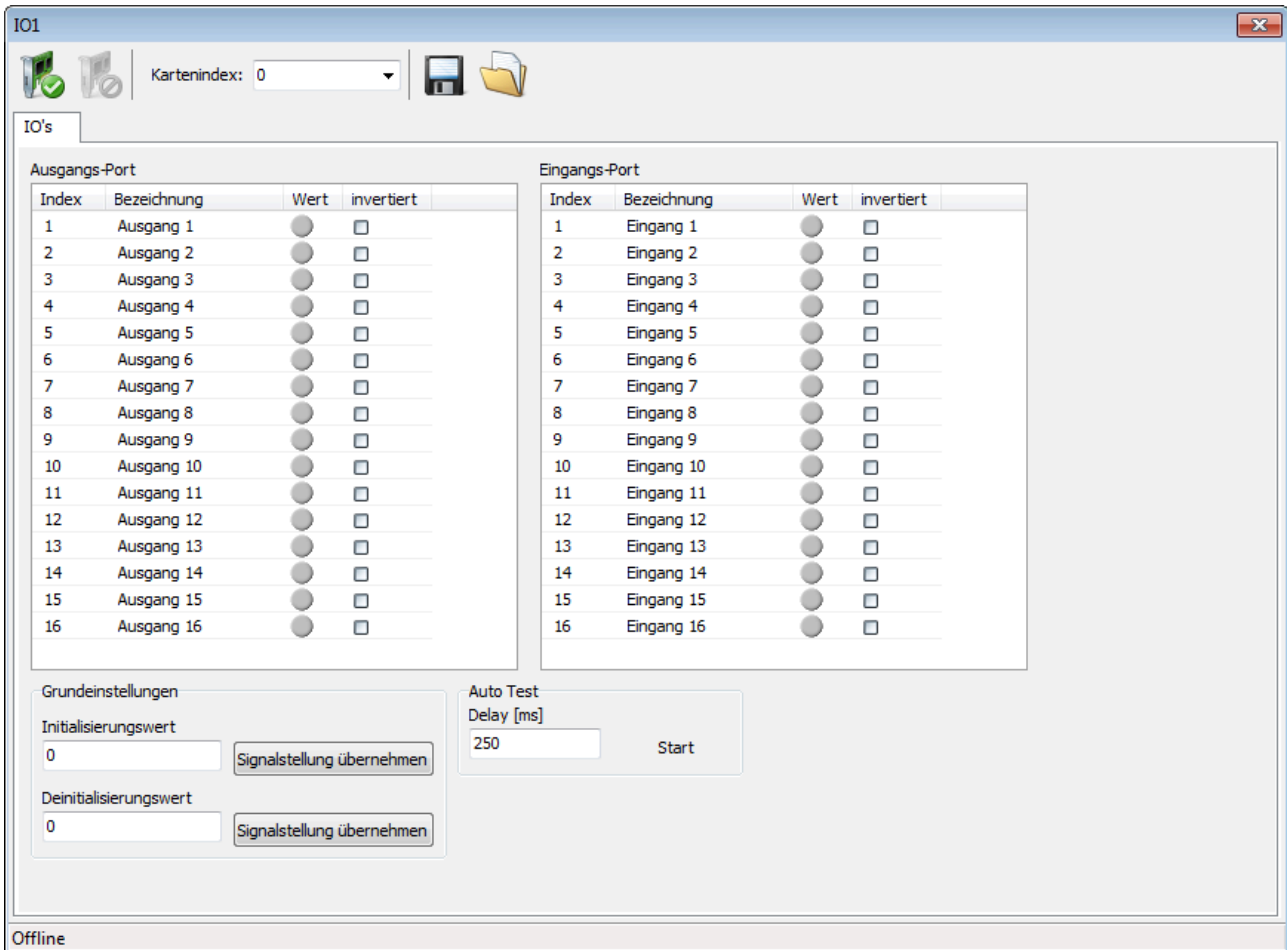 IO1
Kartenindex: 0
IO's
Ausgangs-Port
Index Bezeichnung Wert invertiert
1 Ausgang 1
2 Ausgang 2
3 Ausgang 3
4 Ausgang 4
5 Ausgang 5
6 Ausgang 6
7 Ausgang 7
8 Ausgang 8
9 Ausgang 9
10 Ausgang 10
11 Ausgang 11
12 Ausgang 12
13 Ausgang 13
14 Ausgang 14
15 Ausgang 15
16 Ausgang 16
Eingangs-Port
Index Bezeichnung Wert invertiert
1 Eingang 1
2 Eingang 2
3 Eingang 3
4 Eingang 4
5 Eingang 5
6 Eingang 6
7 Eingang 7
8 Eingang 8
9 Eingang 9
10 Eingang 10
11 Eingang 11
12 Eingang 12
13 Eingang 13
14 Eingang 14
15 Eingang 15
16 Eingang 16
Grundeinstellungen
Initialisierungswert
0 Signalstellung übernehmen
Deinitialisierungswert
0 Signalstellung übernehmen
Auto Test
Delay [ms]
250 Start
Offline